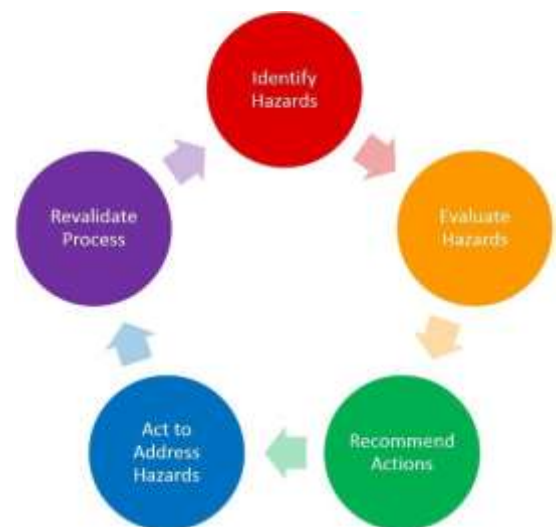 Identify
Hazards
Evaluate
Hazards
Recommend
Actions
Act to
Address
Hazards
Revalidate
Process